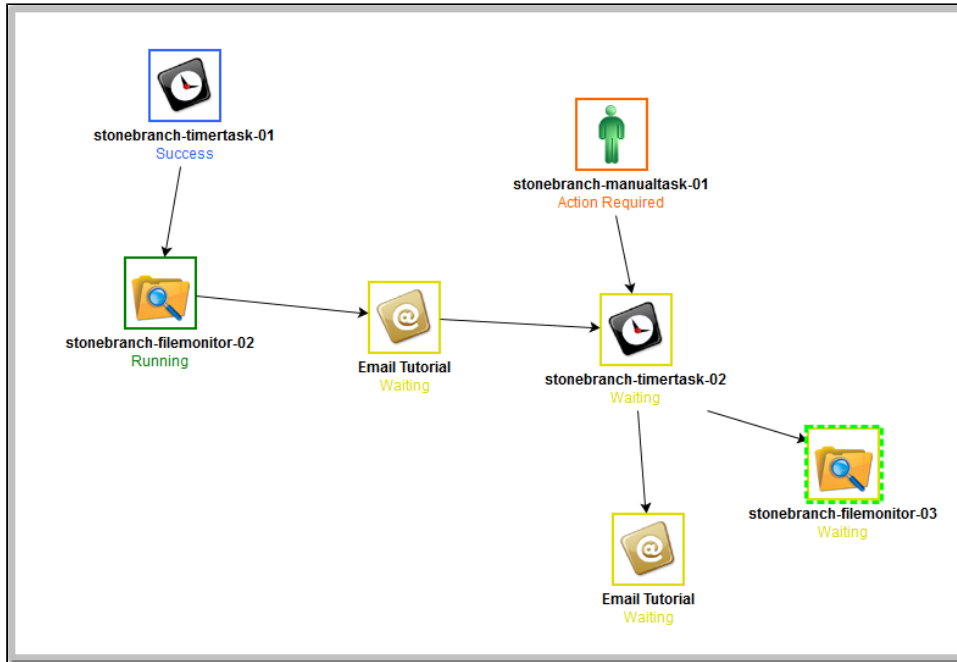 stonebranch-timertask-01
Success
stonebranch-manualtask-01
Action Required
stonebranch-filemonitor-02
Running
@
Email Tutorial
Waiting
stonebranch-timertask-02
Waiting
stonebranch-filemonitor-03
Waiting
@
Email Tutorial
Waiting